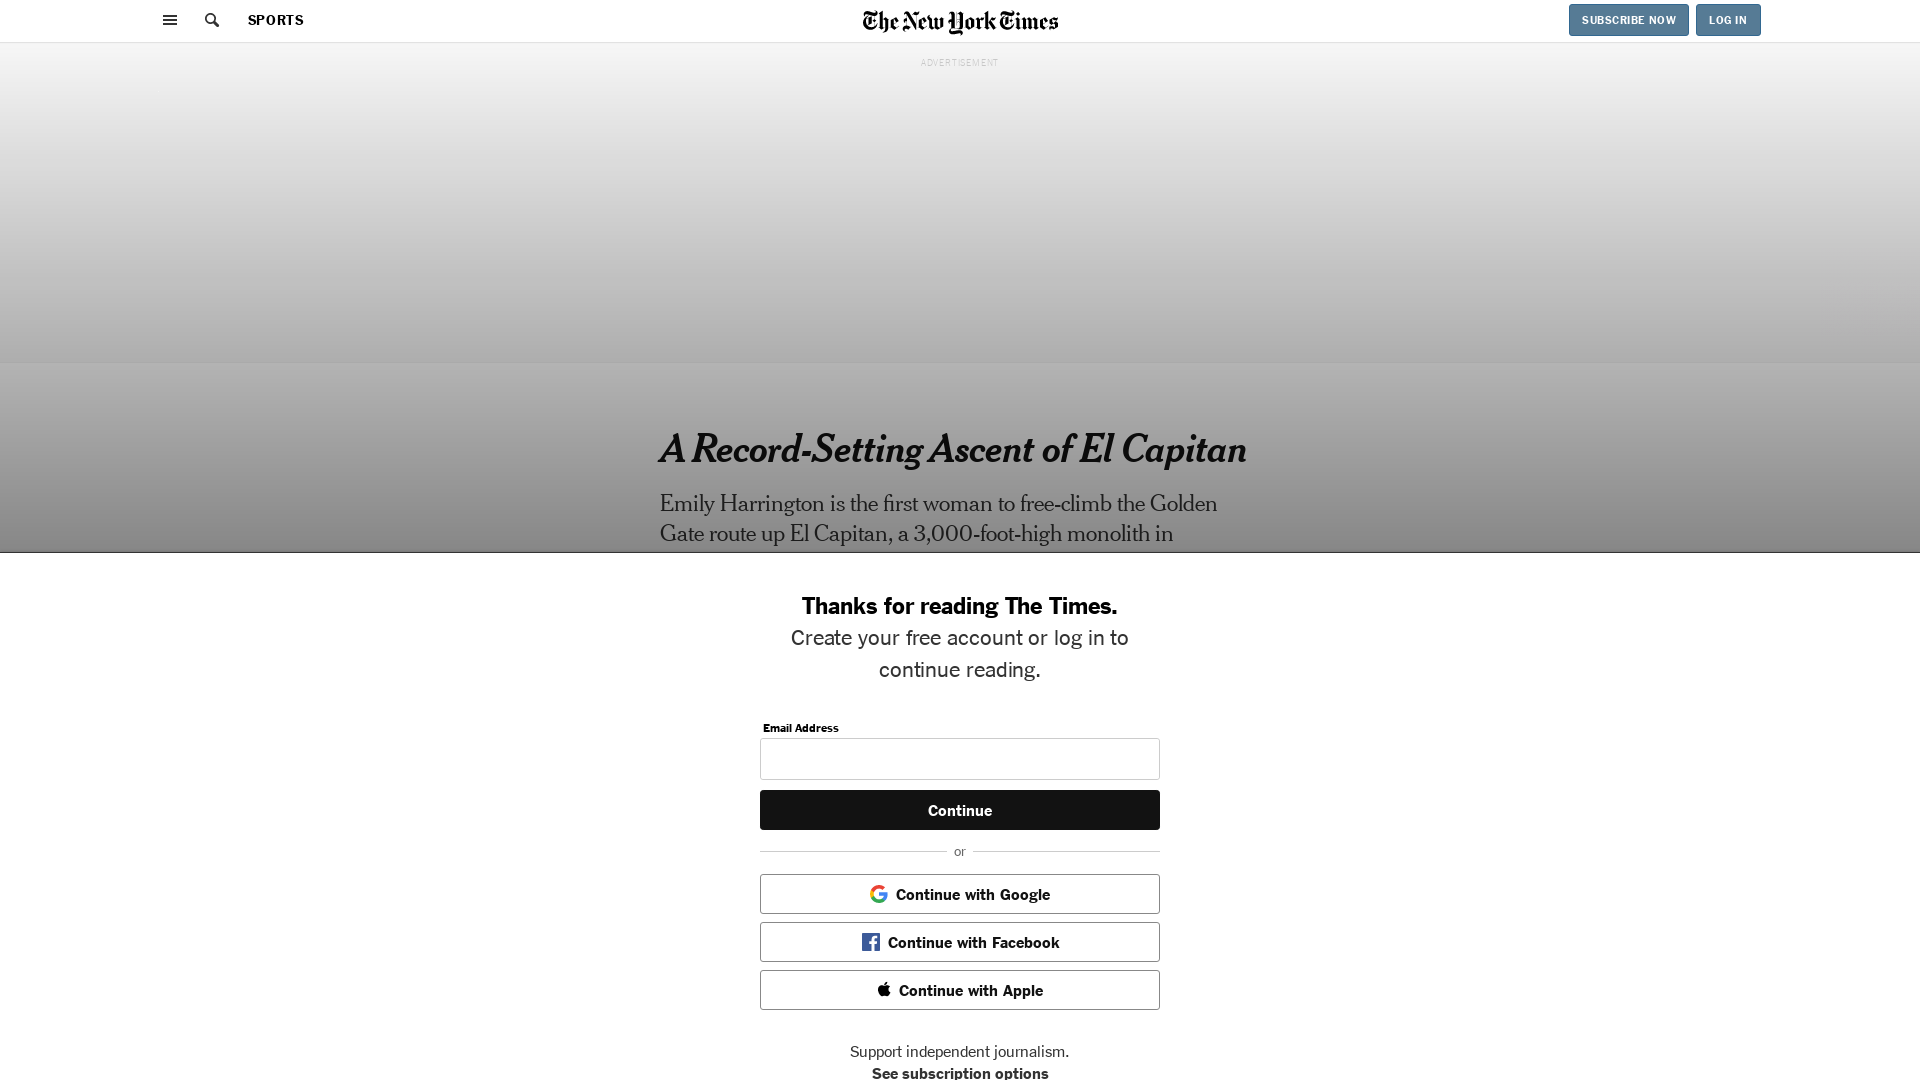 SPORTS
The New York Times
SUBSCRIBE NOW
LOG IN
ADVERTISEMENT
A Record-Setting Ascent of El Capitan
Emily Harrington is the first woman to free-climb the Golden
Gate route up El Capitan, a 3,000-foot-high monolith in
Thanks for reading The Times.
Create your free account or log in to
continue reading.
Email Address
Continue
or
Continue with Google
Continue with Facebook
Continue with Apple
Support independent journalism.
See subscription options